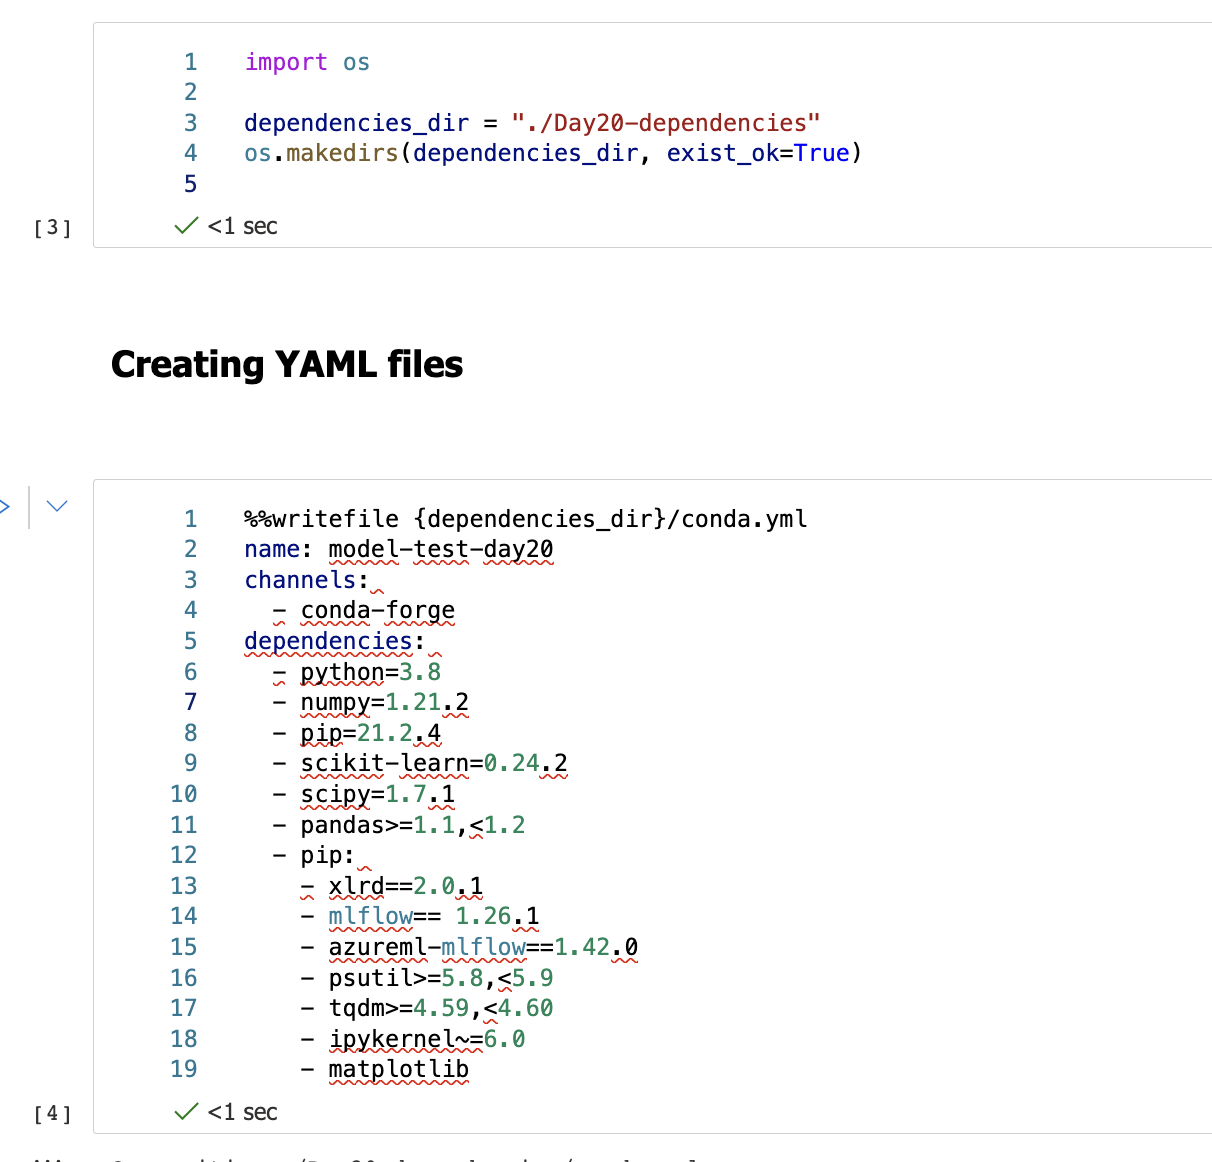 1 import os
2
3 dependencies_dir = "./Day20-dependencies"
4 os.makedirs(dependencies_dir, exist_ok=True)
5
[3] <1 sec
Creating YAML files
1 %%writefile {dependencies_dir}/conda.yml
2 name: model-test-day20
3 channels:
4   - conda-forge
5 dependencies:
6   - python=3.8
7   - numpy=1.21.2
8   - pip=21.2.4
9   - scikit-learn=0.24.2
10   - scipy=1.7.1
11   - pandas>=1.1,<1.2
12   - pip:
13     - xlrd==2.0.1
14     - mlflow== 1.26.1
15     - azureml-mlflow==1.42.0
16     - psutil>=5.8,<5.9
17     - tqdm>=4.59,<4.60
18     - ipykernel~=6.0
19     - matplotlib
[4] <1 sec